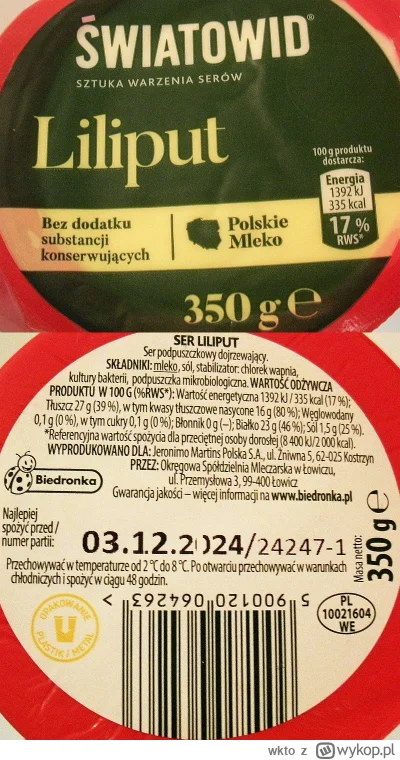 ŚWIATOWID®
SZTUKA WARZENIA SERÓW
Liliput
100 g produktu
dostarcza:
Energia
1392 kJ
335 kcal
17 %
RWS*
Bez dodatku
substancji
konserwujących
Polskie
Mleko
350 g e
SER LILIPUT
Ser podpuszczkowy dojrzewający.
SKŁADNIKI: mleko, sól, stabilizator: chlorek wapnia,
kultury bakterii, podpuszczka mikrobiologiczna. WARTOŚĆ ODŻYWCZA
PRODUKTU W 100 G (%RWS*): Wartość energetyczna 1392 kJ / 335 kcal (17 %);
Tłuszcz 27 g (39 %), w tym kwasy tłuszczowe nasycone 16 g (80 %); Węglowodany
0,1 g (0 %), w tym cukry 0,1 g (0 %); Błonnik 0 g (–); Białko 23 g (46 %); Sól 1,5 g (25 %).
*Referencyjna wartość spożycia dla przeciętnej osoby dorosłej (8 400 kJ/2 000 kcal).
WYPRODUKOWANO DLA: Jeronimo Martins Polska S.A., ul. Żniwna 5, 62-025 Kostrzyn
PRZEZ: Okręgowa Spółdzielnia Mleczarska w Łowiczu,
ul. Przemysłowa 3, 99-400 Łowicz
Biedronka
Gwarancja jakości – więcej informacji na www.biedronka.pl
Najlepiej
spożyć przed /
numer partii:
03.12.2024/24247-1
Masa netto:
350 g e
Przechowywać w temperaturze od 2 °C do 8 °C. Po otwarciu przechowywać w warunkach
chłodniczych i spożyć w ciągu 48 godzin.
OPAKOWANIE
PLASTIK / METAL
5 900120 064263 >
PL
10021604
WE
wkto z wykop.pl